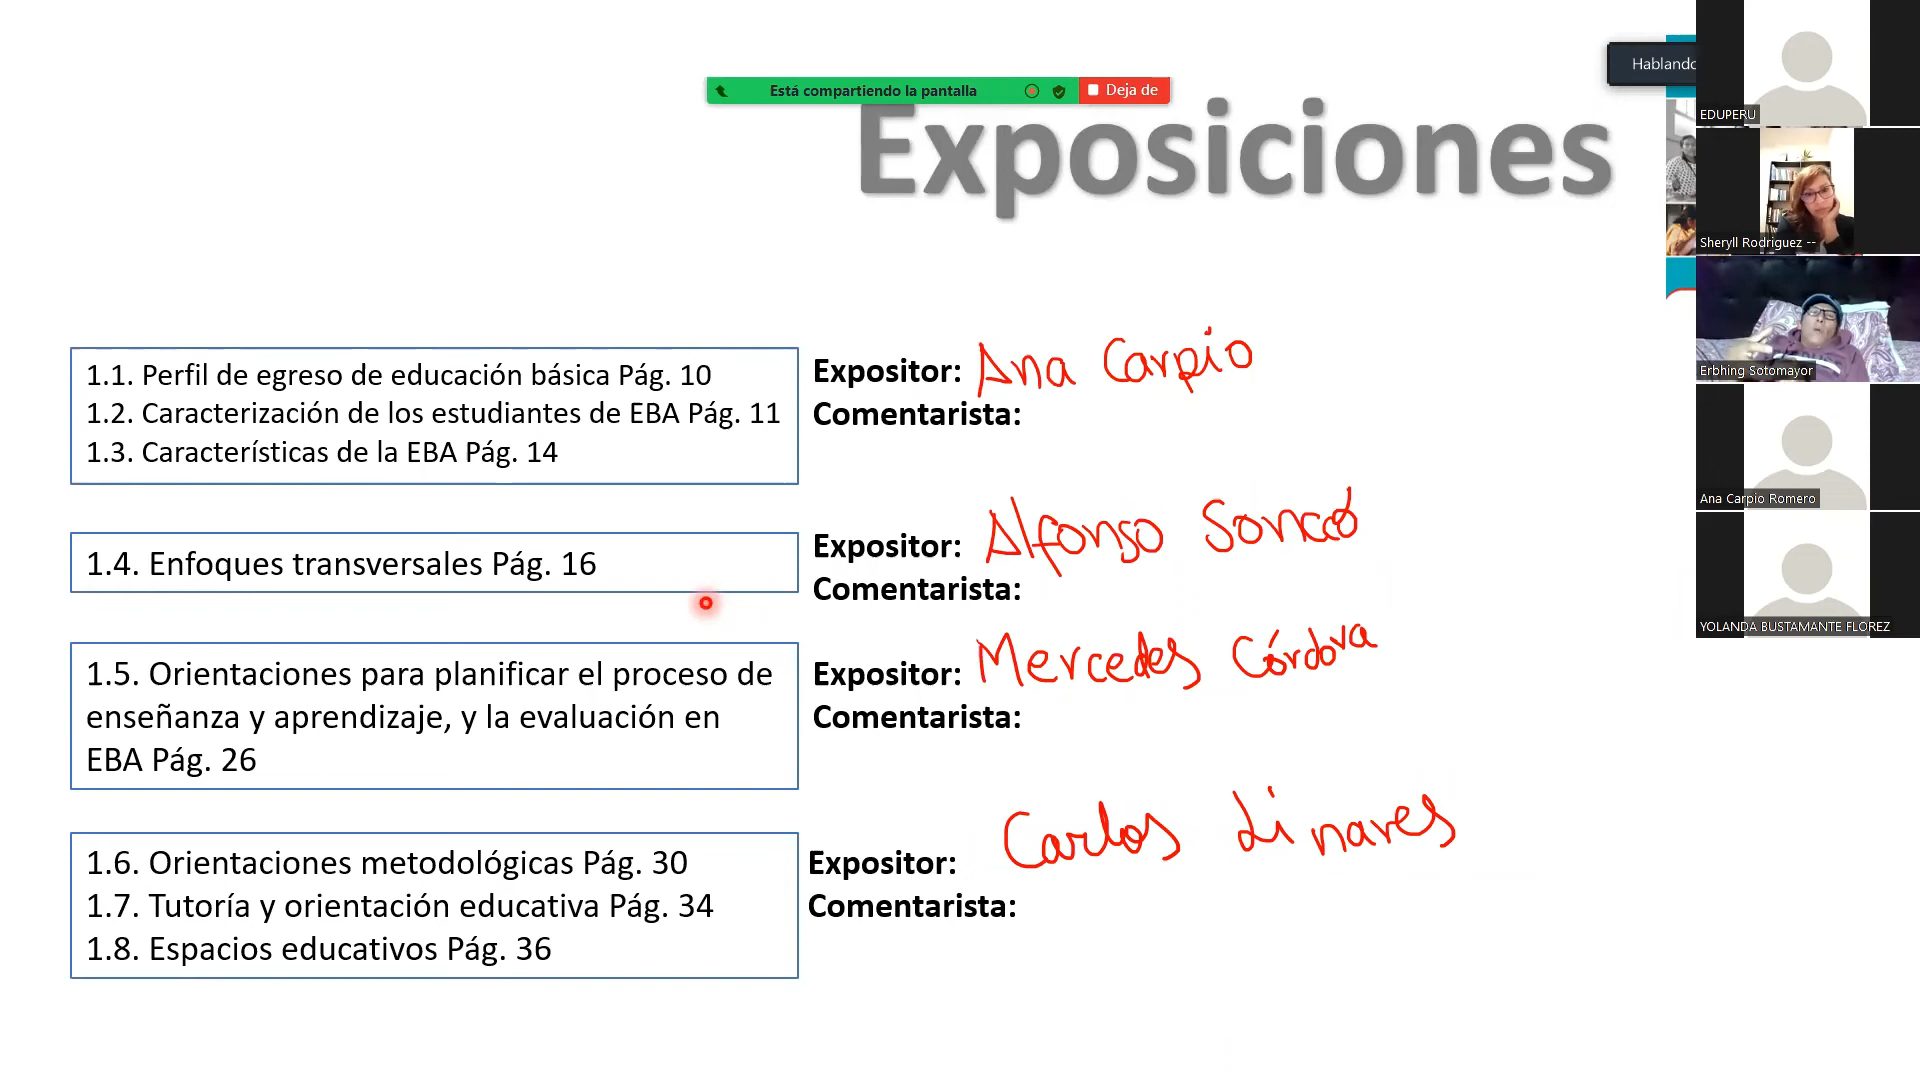 Está compartiendo la pantalla
Deja de
Hablando
Exposiciones
EDUPERU
Sheryll Rodriguez --
Erbhing Sotomayor
Ana Carpio Romero
YOLANDA BUSTAMANTE FLOREZ
1.1. Perfil de egreso de educación básica Pág. 10
1.2. Caracterización de los estudiantes de EBA Pág. 11
1.3. Características de la EBA Pág. 14
Expositor: Ana Carpio
Comentarista:
1.4. Enfoques transversales Pág. 16
Expositor: Alfonso Soncó
Comentarista:
1.5. Orientaciones para planificar el proceso de
enseñanza y aprendizaje, y la evaluación en
EBA Pág. 26
Expositor: Mercedes Córdova
Comentarista:
1.6. Orientaciones metodológicas Pág. 30
1.7. Tutoría y orientación educativa Pág. 34
1.8. Espacios educativos Pág. 36
Expositor: Carlos Linares
Comentarista: